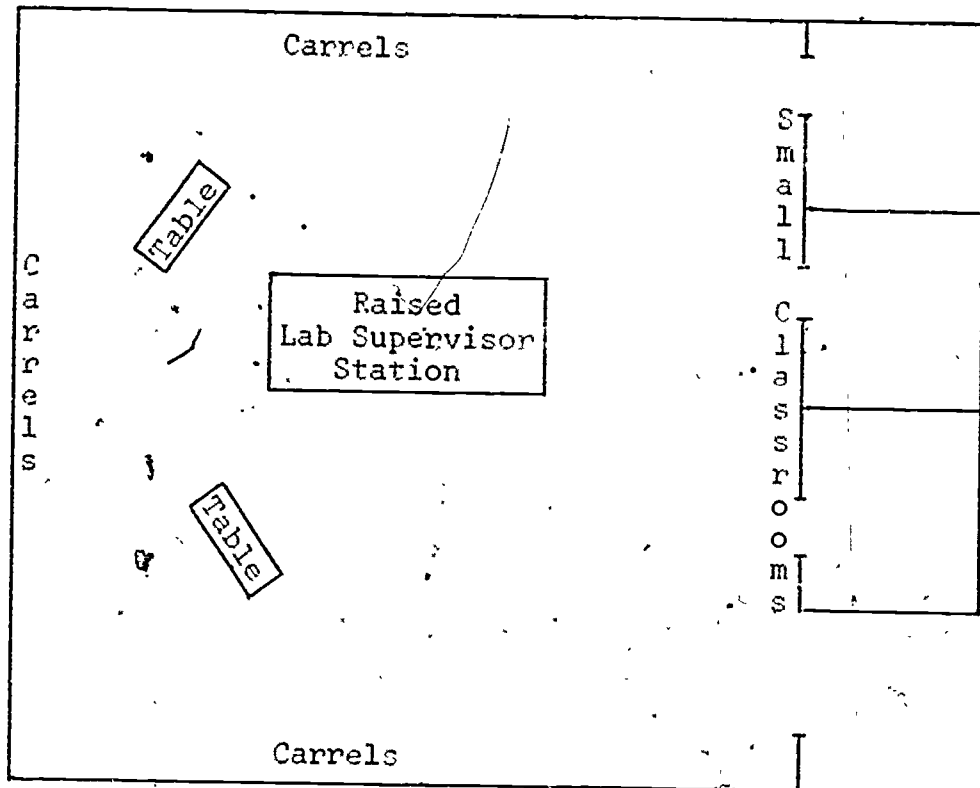 Carrels
Small Classrooms
Table
Carrels
Raised
Lab Supervisor
Station
Table
Carrels